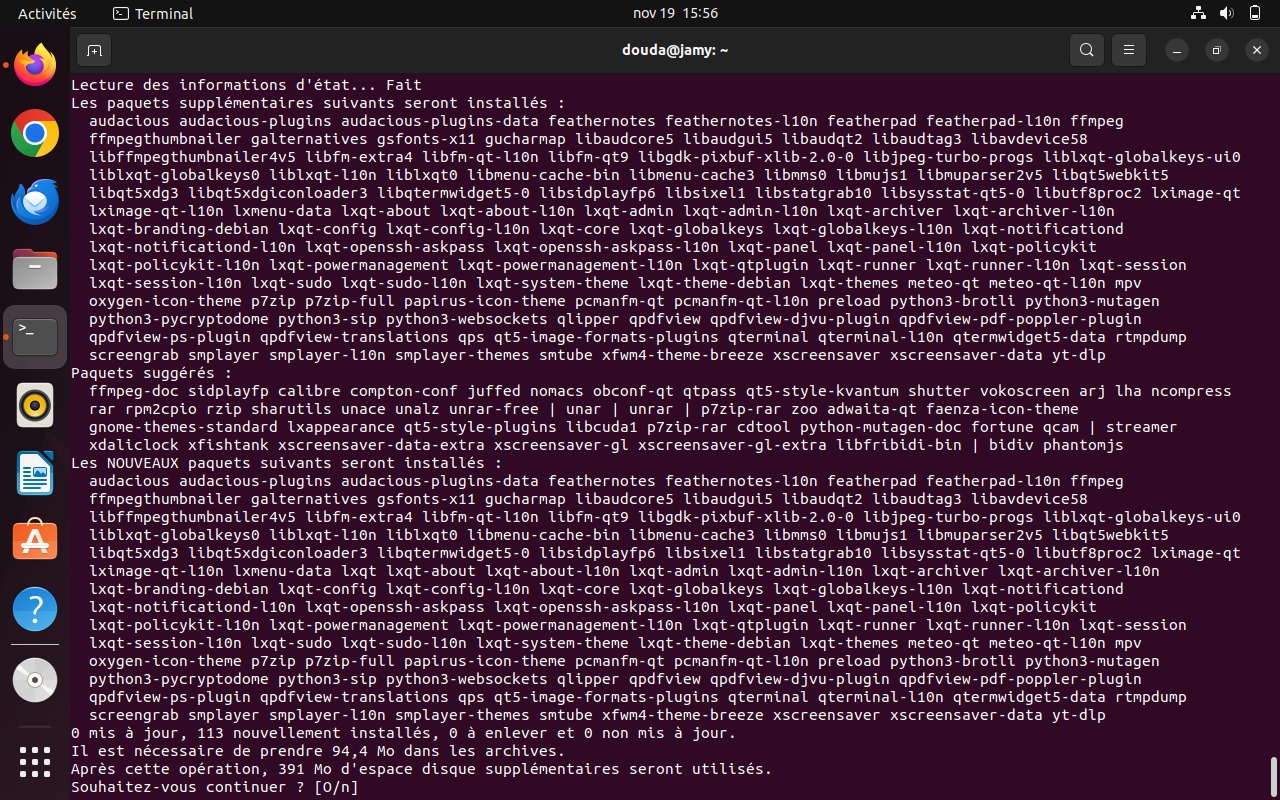 Activités
Terminal
nov 19 15:56
douda@jamy: ~
Lecture des informations d'état... Fait
Les paquets supplémentaires suivants seront installés :
audacious audacious-plugins audacious-plugins-data feathernotes feathernotes-l10n featherpad featherpad-l10n ffmpeg
ffmpegthumbnailer galternatives gsfonts-x11 gucharmap libaudcore5 libaudgui5 libaudqt2 libaudtag3 libavdevice58
libffmpegthumbnailer4v5 libfm-extra4 libfm-qt-l10n libfm-qt9 libgdk-pixbuf-xlib-2.0-0 libjpeg-turbo-progs liblxqt-globalkeys-ui0
liblxqt-globalkeys0 liblxqt-l10n liblxqt0 libmenu-cache-bin libmenu-cache3 libmms0 libmujs1 libmuparser2v5 libqt5webkit5
libqt5xdg3 libqt5xdgiconloader3 libqtermwidget5-0 libsidplayfp6 libsixel1 libstatgrab10 libsysstat-qt5-0 libutf8proc2 lximage-qt
lximage-qt-l10n lxmenu-data lxqt-about lxqt-about-l10n lxqt-admin lxqt-admin-l10n lxqt-archiver lxqt-archiver-l10n
lxqt-branding-debian lxqt-config lxqt-config-l10n lxqt-core lxqt-globalkeys lxqt-globalkeys-l10n lxqt-notificationd
lxqt-notificationd-l10n lxqt-openssh-askpass lxqt-openssh-askpass-l10n lxqt-panel lxqt-panel-l10n lxqt-policykit
lxqt-policykit-l10n lxqt-powermanagement lxqt-powermanagement-l10n lxqt-qtplugin lxqt-runner lxqt-runner-l10n lxqt-session
lxqt-session-l10n lxqt-sudo lxqt-sudo-l10n lxqt-system-theme lxqt-theme-debian lxqt-themes meteo-qt meteo-qt-l10n mpv
oxygen-icon-theme p7zip p7zip-full papirus-icon-theme pcmanfm-qt pcmanfm-qt-l10n preload python3-brotli python3-mutagen
python3-pycryptodome python3-sip python3-websockets qlipper qpdfview qpdfview-djvu-plugin qpdfview-pdf-poppler-plugin
qpdfview-ps-plugin qpdfview-translations qps qt5-image-formats-plugins qterminal qterminal-l10n qtermwidget5-data rtmpdump
screengrab smplayer smplayer-l10n smplayer-themes smtube xfwm4-theme-breeze xscreensaver xscreensaver-data yt-dlp
Paquets suggérés :
ffmpeg-doc sidplayfp calibre compton-conf juffed nomacs obconf-qt qtpass qt5-style-kvantum shutter vokoscreen arj lha ncompress
rar rpm2cpio rzip sharutils unace unalz unrar-free | unar | unrar | p7zip-rar zoo adwaita-qt faenza-icon-theme
gnome-themes-standard lxappearance qt5-style-plugins libcuda1 p7zip-rar cdtool python-mutagen-doc fortune qcam | streamer
xdaliclock xfishtank xscreensaver-data-extra xscreensaver-gl xscreensaver-gl-extra libfribidi-bin | bidiv phantomjs
Les NOUVEAUX paquets suivants seront installés :
audacious audacious-plugins audacious-plugins-data feathernotes feathernotes-l10n featherpad featherpad-l10n ffmpeg
ffmpegthumbnailer galternatives gsfonts-x11 gucharmap libaudcore5 libaudgui5 libaudqt2 libaudtag3 libavdevice58
libffmpegthumbnailer4v5 libfm-extra4 libfm-qt-l10n libfm-qt9 libgdk-pixbuf-xlib-2.0-0 libjpeg-turbo-progs liblxqt-globalkeys-ui0
liblxqt-globalkeys0 liblxqt-l10n liblxqt0 libmenu-cache-bin libmenu-cache3 libmms0 libmujs1 libmuparser2v5 libqt5webkit5
libqt5xdg3 libqt5xdgiconloader3 libqtermwidget5-0 libsidplayfp6 libsixel1 libstatgrab10 libsysstat-qt5-0 libutf8proc2 lximage-qt
lximage-qt-l10n lxmenu-data lxqt lxqt-about lxqt-about-l10n lxqt-admin lxqt-admin-l10n lxqt-archiver lxqt-archiver-l10n
lxqt-branding-debian lxqt-config lxqt-config-l10n lxqt-core lxqt-globalkeys lxqt-globalkeys-l10n lxqt-notificationd
lxqt-notificationd-l10n lxqt-openssh-askpass lxqt-openssh-askpass-l10n lxqt-panel lxqt-panel-l10n lxqt-policykit
lxqt-policykit-l10n lxqt-powermanagement lxqt-powermanagement-l10n lxqt-qtplugin lxqt-runner lxqt-runner-l10n lxqt-session
lxqt-session-l10n lxqt-sudo lxqt-sudo-l10n lxqt-system-theme lxqt-theme-debian lxqt-themes meteo-qt meteo-qt-l10n mpv
oxygen-icon-theme p7zip p7zip-full papirus-icon-theme pcmanfm-qt pcmanfm-qt-l10n preload python3-brotli python3-mutagen
python3-pycryptodome python3-sip python3-websockets qlipper qpdfview qpdfview-djvu-plugin qpdfview-pdf-poppler-plugin
qpdfview-ps-plugin qpdfview-translations qps qt5-image-formats-plugins qterminal qterminal-l10n qtermwidget5-data rtmpdump
screengrab smplayer smplayer-l10n smplayer-themes smtube xfwm4-theme-breeze xscreensaver xscreensaver-data yt-dlp
0 mis à jour, 113 nouvellement installés, 0 à enlever et 0 non mis à jour.
Il est nécessaire de prendre 94,4 Mo dans les archives.
Après cette opération, 391 Mo d'espace disque supplémentaires seront utilisés.
Souhaitez-vous continuer ? [O/n]